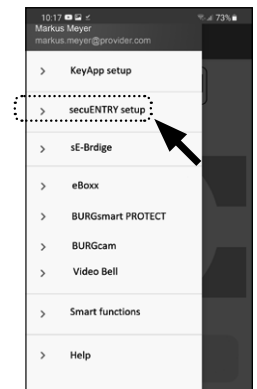 10:17 73%
Markus Meyer
markus.meyer@provider.com
KeyApp setup
secuENTRY setup
sE-Brdige
eBoxx
BURGsmart PROTECT
BURGcam
Video Bell
Smart functions
Help